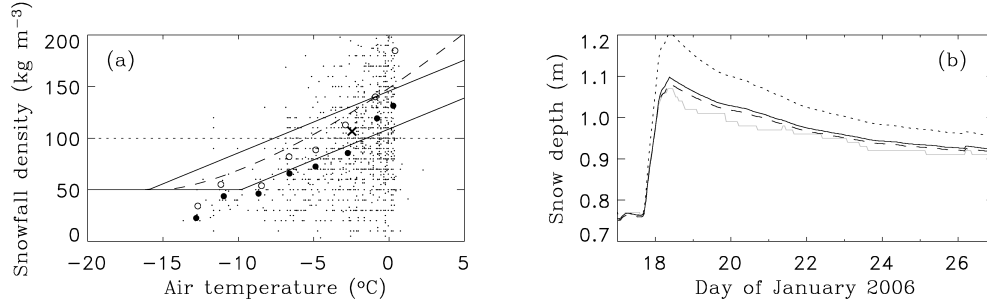 Snowfall density (kg m⁻³)
200
150
100
50
0
(a)
−20 −15 −10 −5 0 5
Air temperature (ºC)
Snow depth (m)
1.2
1.1
1.0
0.9
0.8
0.7
(b)
18 20 22 24 26
Day of January 2006